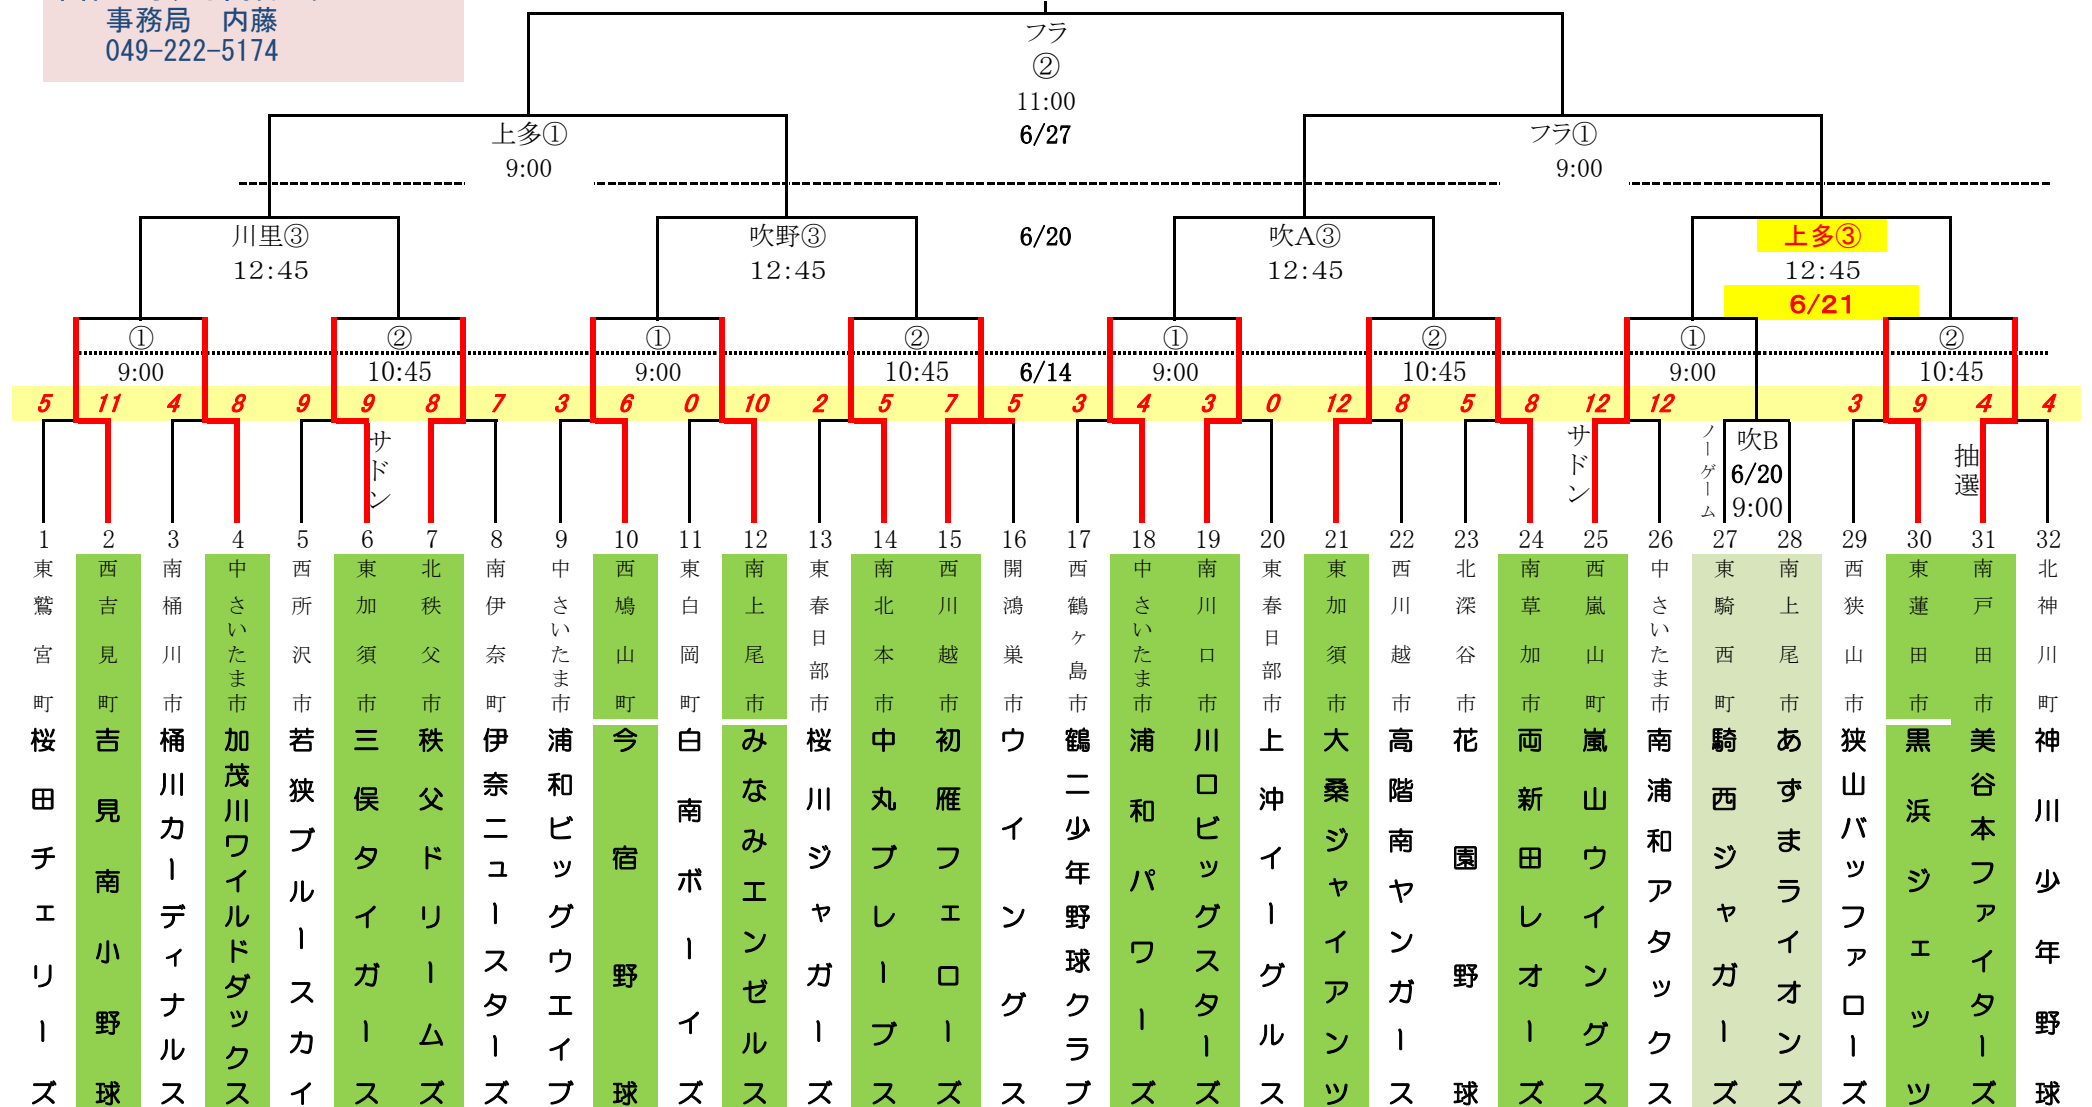 事務局　内藤
049-222-5174
フラ
②
11:00
6/27
上多①
9:00
フラ①
9:00
川里③
12:45
吹野③
12:45
6/20
吹A③
12:45
上多③
12:45
6/21
① ② ① ② ① ② ① ②
9:00 10:45 9:00 10:45 6/14 9:00 10:45 9:00 10:45
5 11 4 8 9 9 8 7 3 6 0 10 2 5 7 5 3 4 3 0 12 8 5 8 12 12 3 9 4 4
サドン
サドン
ノーゲーム
吹B
6/20
9:00
抽選
1 2 3 4 5 6 7 8 9 10 11 12 13 14 15 16 17 18 19 20 21 22 23 24 25 26 27 28 29 30 31 32
東鷲宮町
桜田チェリーズ
西吉見町
吉見南小野球
南桶川市
桶川カーディナルス
中さいたま市
加茂川ワイルドダックス
西所沢市
若狭ブルースカイ
東加須市
三俣タイガース
北秩父市
秩父ドリームズ
南伊奈町
伊奈ニュースターズ
中さいたま市
浦和ビッグウエイブ
西鳩山町
今宿野球
東白岡町
白南ボーイズ
南上尾市
みなみエンゼルス
東春日部市
桜川ジャガーズ
南北本市
中丸ブレーブス
西川越市
初雁フェローズ
開鴻巣市
ウイングス
西鶴ヶ島市
鶴二少年野球クラブ
中さいたま市
浦和パワーズ
南川口市
川口ビッグスターズ
東春日部市
上沖イーグルス
東加須市
大桑ジャイアンツ
西川越市
高階南ヤンガース
北深谷市
花園野球
南草加市
両新田レオーズ
西嵐山町
嵐山ウイングス
中さいたま市
南浦和アタックス
東騎西町
騎西ジャガーズ
南上尾市
あずまライオンズ
西狭山市
狭山バッファローズ
東蓮田市
黒浜ジェッツ
南戸田市
美谷本ファイターズ
北神川町
神川少年野球